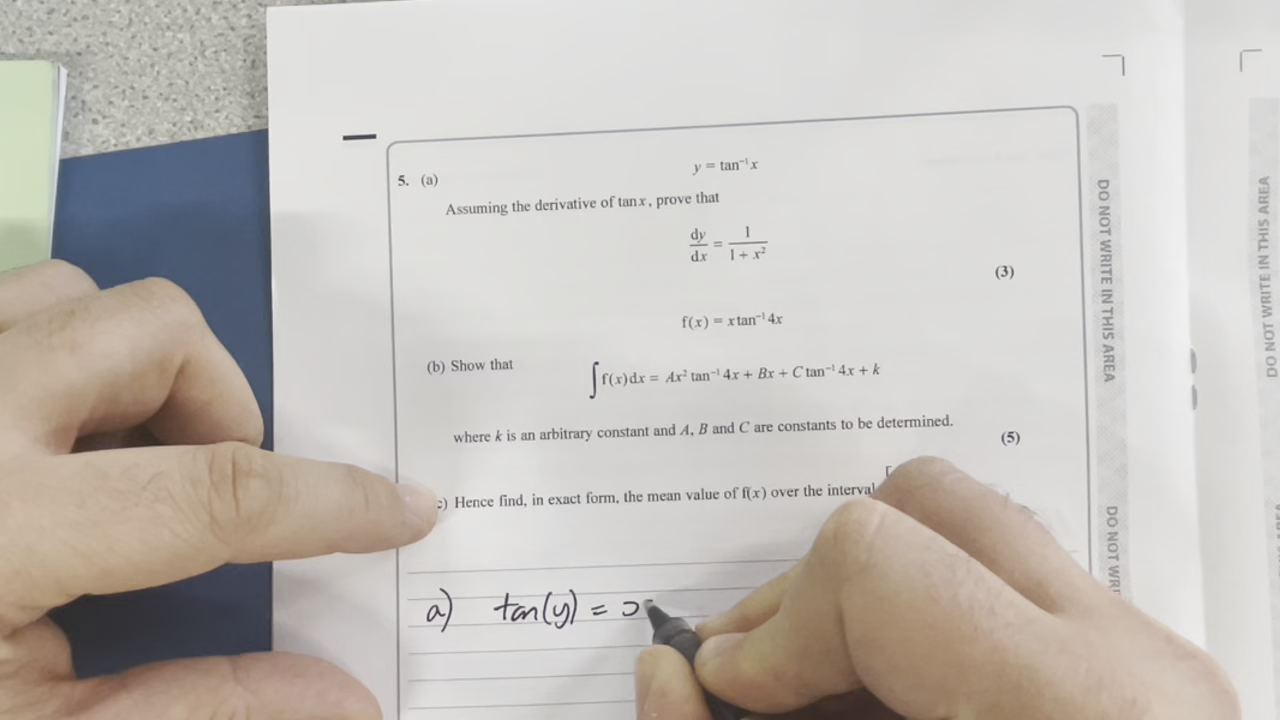 5. (a)
y = tan⁻¹x
Assuming the derivative of tan x, prove that
dy/dx = 1/(1 + x²)
(3)
f(x) = x tan⁻¹ 4x
(b) Show that
∫ f(x) dx = Ax² tan⁻¹ 4x + Bx + C tan⁻¹ 4x + k
where k is an arbitrary constant and A, B and C are constants to be determined.
(5)
c) Hence find, in exact form, the mean value of f(x) over the interval
a) tan(y) = x
DO NOT WRITE IN THIS AREA
DO NOT WRI
DO NOT WRITE IN THIS AREA